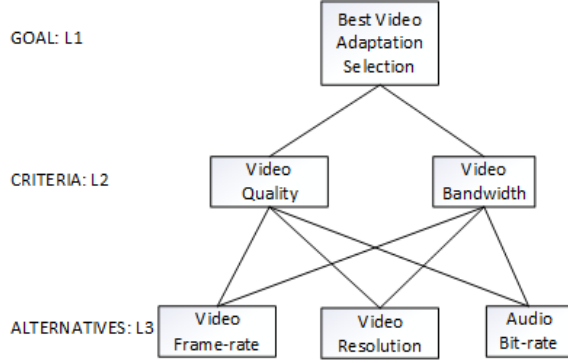 GOAL: L1
Best Video
Adaptation
Selection
CRITERIA: L2
Video
Quality
Video
Bandwidth
ALTERNATIVES: L3
Video
Frame-rate
Video
Resolution
Audio
Bit-rate